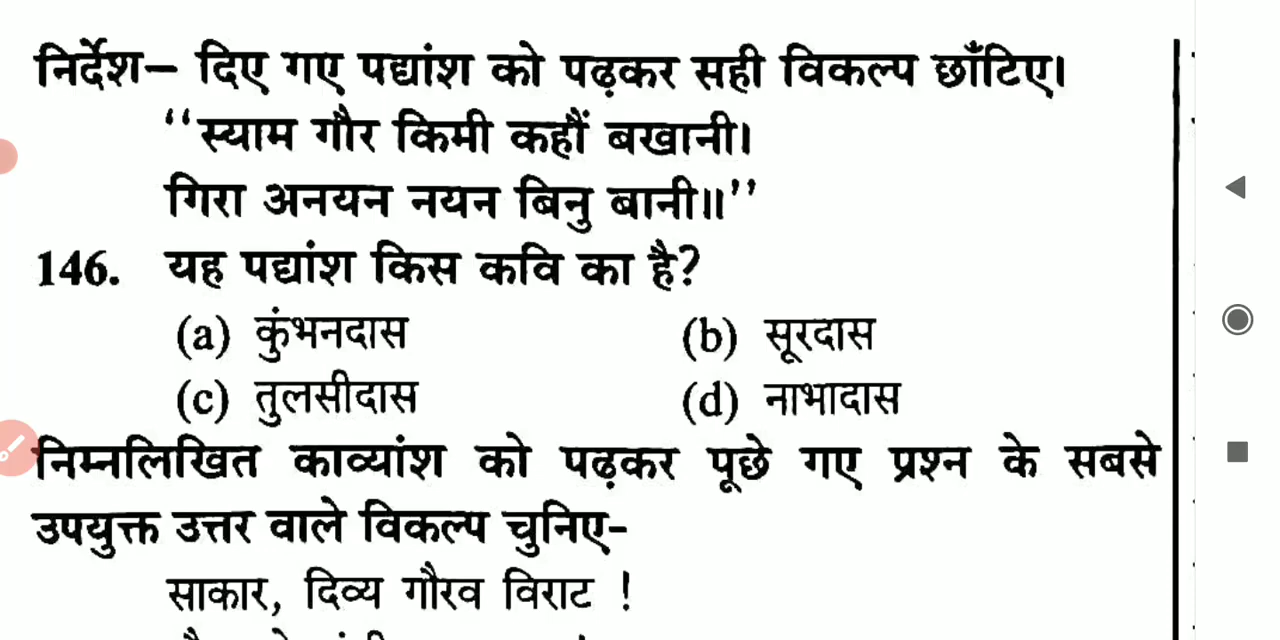 निर्देश– दिए गए पद्यांश को पढ़कर सही विकल्प छाँटिए।
‘‘स्याम गौर किमी कहौं बखानी।
गिरा अनयन नयन बिनु बानी॥’’
146. यह पद्यांश किस कवि का है?
(a) कुंभनदास (b) सूरदास
(c) तुलसीदास (d) नाभादास
निम्नलिखित काव्यांश को पढ़कर पूछे गए प्रश्न के सबसे
उपयुक्त उत्तर वाले विकल्प चुनिए-
साकार, दिव्य गौरव विराट !